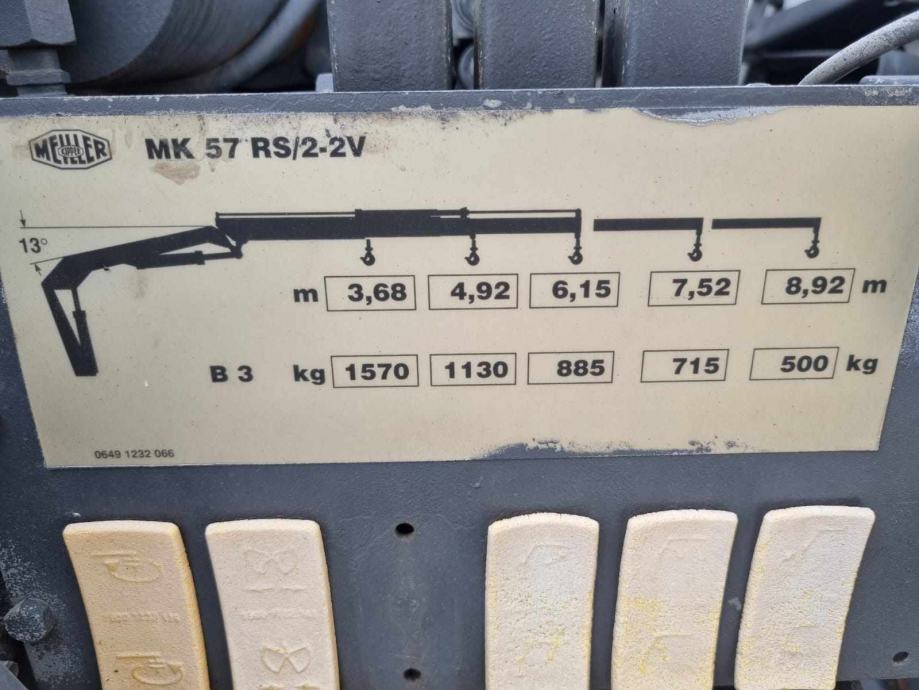 MEILLER
KIPPER
MK 57 RS/2-2V
13°
m 3,68 4,92 6,15 7,52 8,92 m
B 3 kg 1570 1130 885 715 500 kg
0649 1232 066